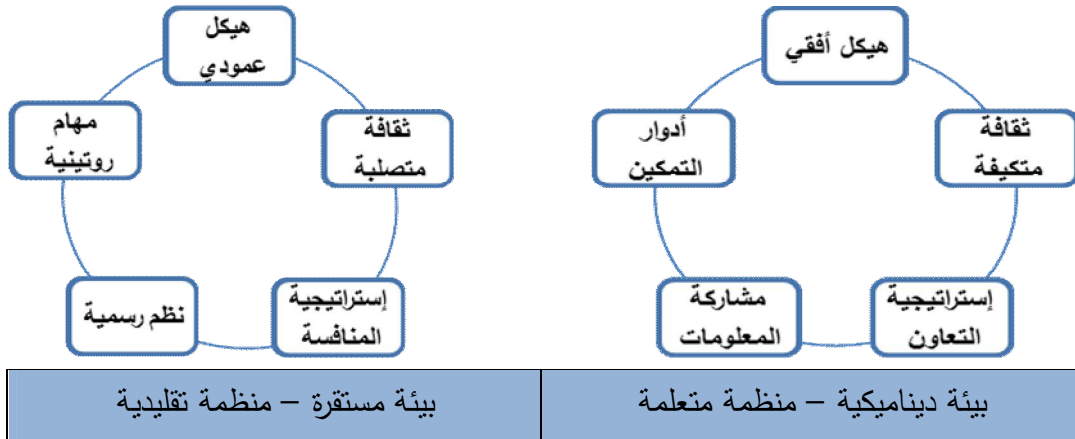 هيكل أفقي
ثقافة
متكيفة
إستراتيجية
التعاون
مشاركة
المعلومات
أدوار
التمكين
هيكل
عمودي
ثقافة
متصلبة
إستراتيجية
المنافسة
نظم رسمية
مهام
روتينية
بيئة ديناميكية – منظمة متعلمة
بيئة مستقرة – منظمة تقليدية